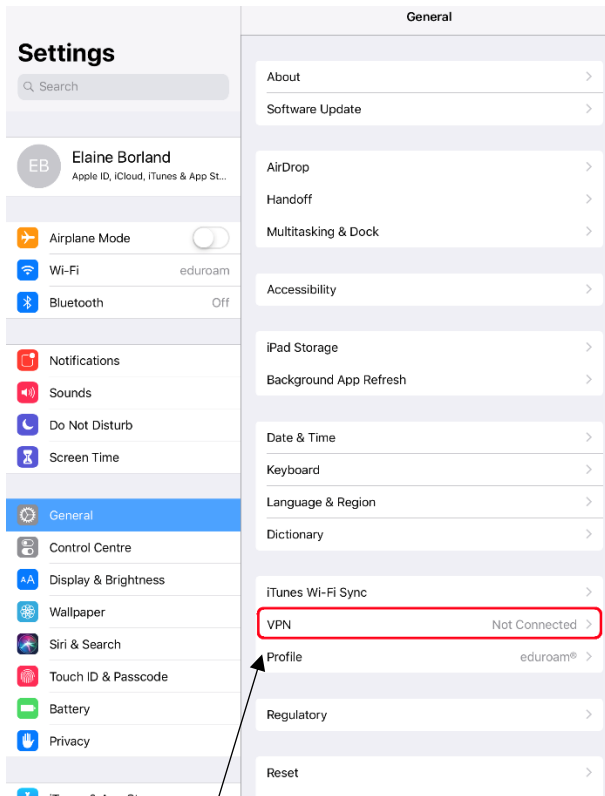 Settings
Search
EB
Elaine Borland
Apple ID, iCloud, iTunes & App St...
Airplane Mode
Wi-Fi eduroam
Bluetooth Off
Notifications
Sounds
Do Not Disturb
Screen Time
General
Control Centre
AA Display & Brightness
Wallpaper
Siri & Search
Touch ID & Passcode
Battery
Privacy
General
About
Software Update
AirDrop
Handoff
Multitasking & Dock
Accessibility
iPad Storage
Background App Refresh
Date & Time
Keyboard
Language & Region
Dictionary
iTunes Wi-Fi Sync
VPN Not Connected
Profile eduroam®
Regulatory
Reset